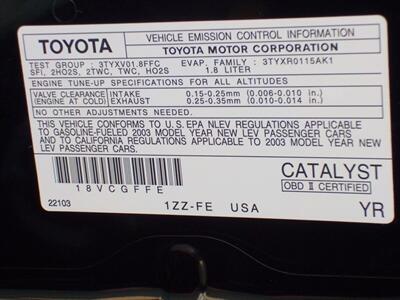 TOYOTA
VEHICLE EMISSION CONTROL INFORMATION
TOYOTA MOTOR CORPORATION
TEST GROUP : 3TYXV01.8FFC EVAP. FAMILY : 3TYXR0115AK1
SFI, 2HO2S, 2TWC, TWC, HO2S 1.8 LITER
ENGINE TUNE-UP SPECIFICATIONS FOR ALL ALTITUDES
VALVE CLEARANCE INTAKE 0.15-0.25mm (0.006-0.010 in.)
(ENGINE AT COLD) EXHAUST 0.25-0.35mm (0.010-0.014 in.)
NO OTHER ADJUSTMENTS NEEDED.
THIS VEHICLE CONFORMS TO U.S. EPA NLEV REGULATIONS APPLICABLE
TO GASOLINE-FUELED 2003 MODEL YEAR NEW LEV PASSENGER CARS
AND TO CALIFORNIA REGULATIONS APPLICABLE TO 2003 MODEL YEAR NEW
LEV PASSENGER CARS.
18VCGFFE
CATALYST
OBD II CERTIFIED
22103 1ZZ-FE USA YR